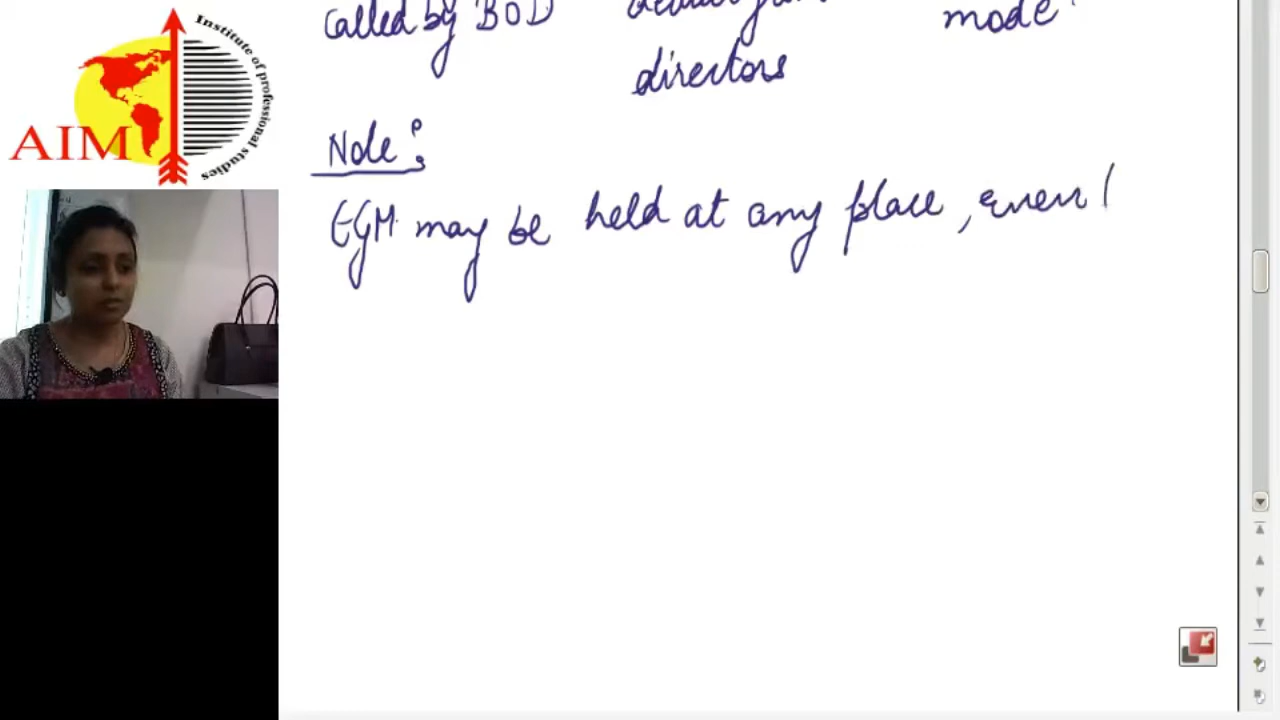 called by BOD
mode
directors
Note:
EGM may be held at any place, even
AIM
Institute of professional studies